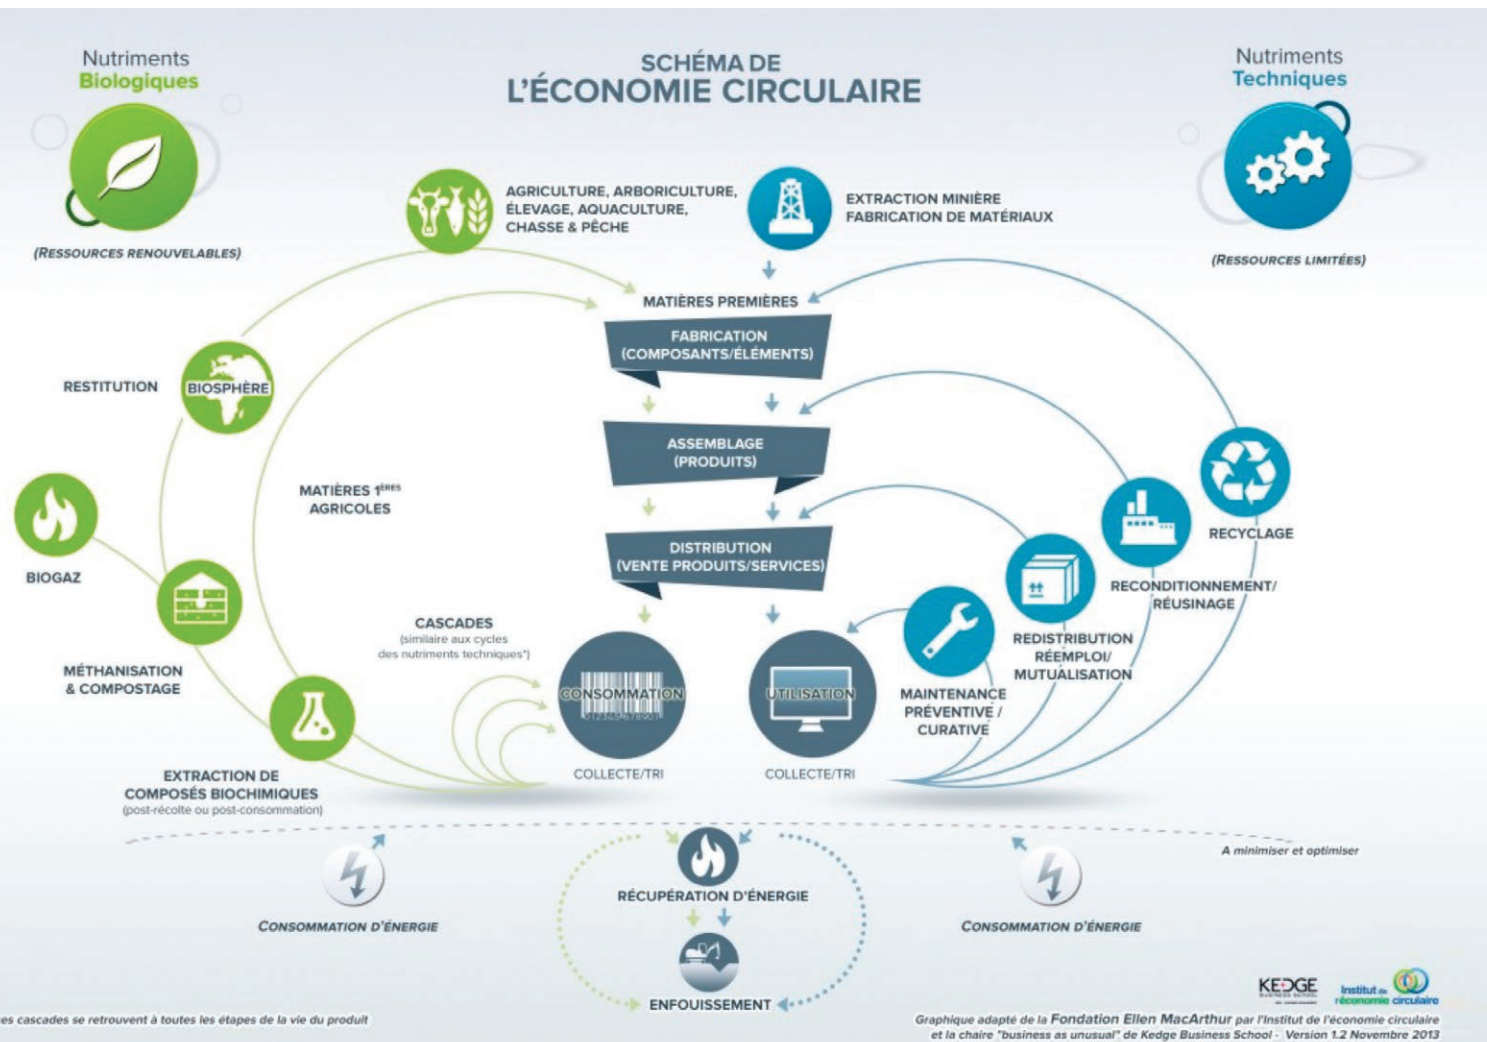 Nutriments
Biologiques
(RESSOURCES RENOUVELABLES)
SCHÉMA DE
L'ÉCONOMIE CIRCULAIRE
Nutriments
Techniques
(RESSOURCES LIMITÉES)
AGRICULTURE, ARBORICULTURE,
ÉLEVAGE, AQUACULTURE,
CHASSE & PÊCHE
EXTRACTION MINIÈRE
FABRICATION DE MATÉRIAUX
MATIÈRES PREMIÈRES
FABRICATION
(COMPOSANTS/ÉLÉMENTS)
ASSEMBLAGE
(PRODUITS)
DISTRIBUTION
(VENTE PRODUITS/SERVICES)
RESTITUTION
BIOSPHÈRE
MATIÈRES 1ÈRES
AGRICOLES
BIOGAZ
MÉTHANISATION
& COMPOSTAGE
EXTRACTION DE
COMPOSÉS BIOCHIMIQUES
(post-récolte ou post-consommation)
CASCADES
(similaire aux cycles
des nutriments techniques*)
CONSOMMATION
012345678901
COLLECTE/TRI
UTILISATION
COLLECTE/TRI
MAINTENANCE
PRÉVENTIVE /
CURATIVE
REDISTRIBUTION
RÉEMPLOI/
MUTUALISATION
RECONDITIONNEMENT/
RÉUSINAGE
RECYCLAGE
A minimiser et optimiser
CONSOMMATION D'ÉNERGIE
RÉCUPÉRATION D'ÉNERGIE
CONSOMMATION D'ÉNERGIE
ENFOUISSEMENT
es cascades se retrouvent à toutes les étapes de la vie du produit
KEDGE
BUSINESS SCHOOL
Institut de
l'économie circulaire
Graphique adapté de la Fondation Ellen MacArthur par l'Institut de l'économie circulaire
et la chaire "business as unusual" de Kedge Business School - Version 1.2 Novembre 2013